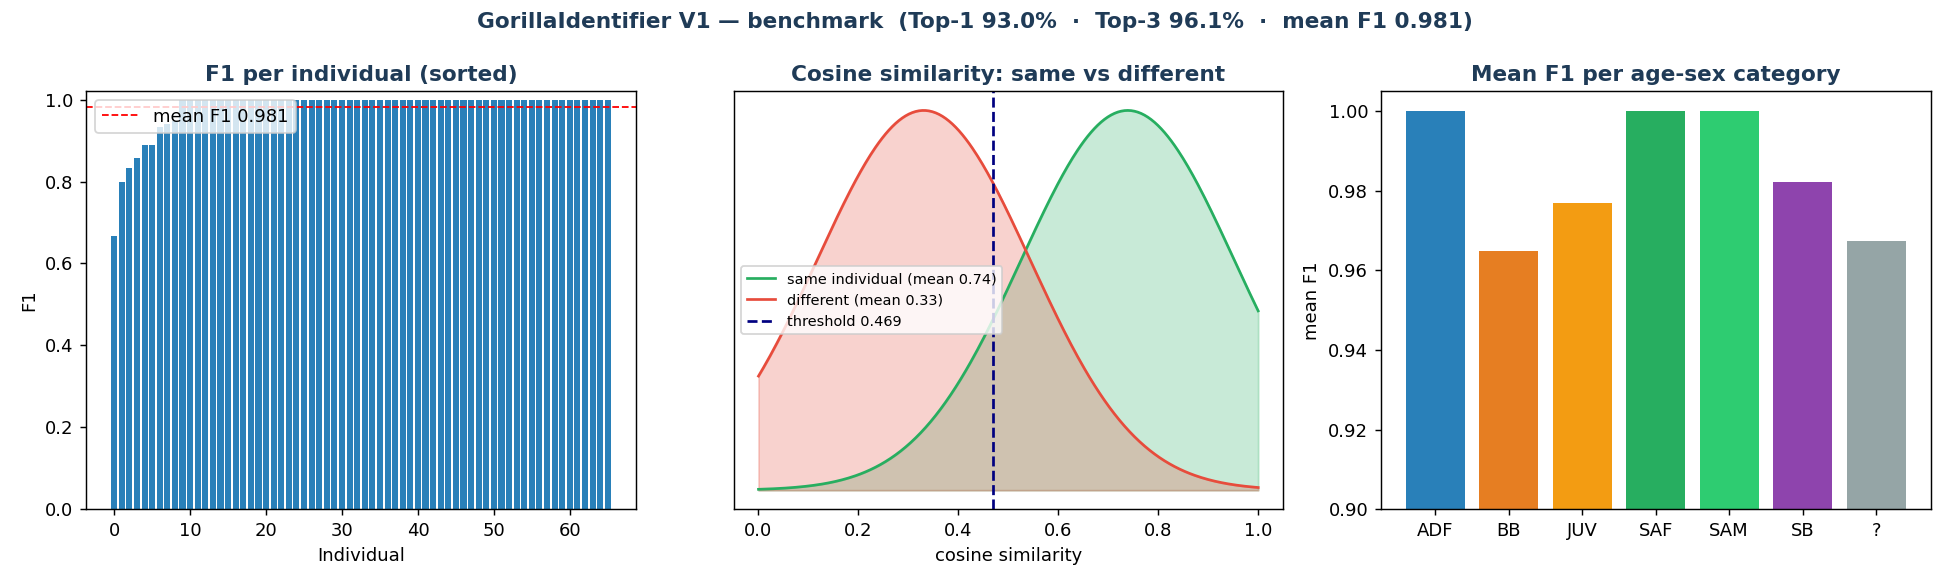 GorillaIdentifier V1 — benchmark (Top-1 93.0% · Top-3 96.1% · mean F1 0.981)
F1 per individual (sorted)
1.0
0.8
0.6
0.4
0.2
0.0
F1
mean F1 0.981
0 10 20 30 40 50 60
Individual
Cosine similarity: same vs different
same individual (mean 0.74)
different (mean 0.33)
threshold 0.469
0.0 0.2 0.4 0.6 0.8 1.0
cosine similarity
Mean F1 per age-sex category
1.00
0.98
0.96
0.94
0.92
0.90
mean F1
ADF BB JUV SAF SAM SB ?